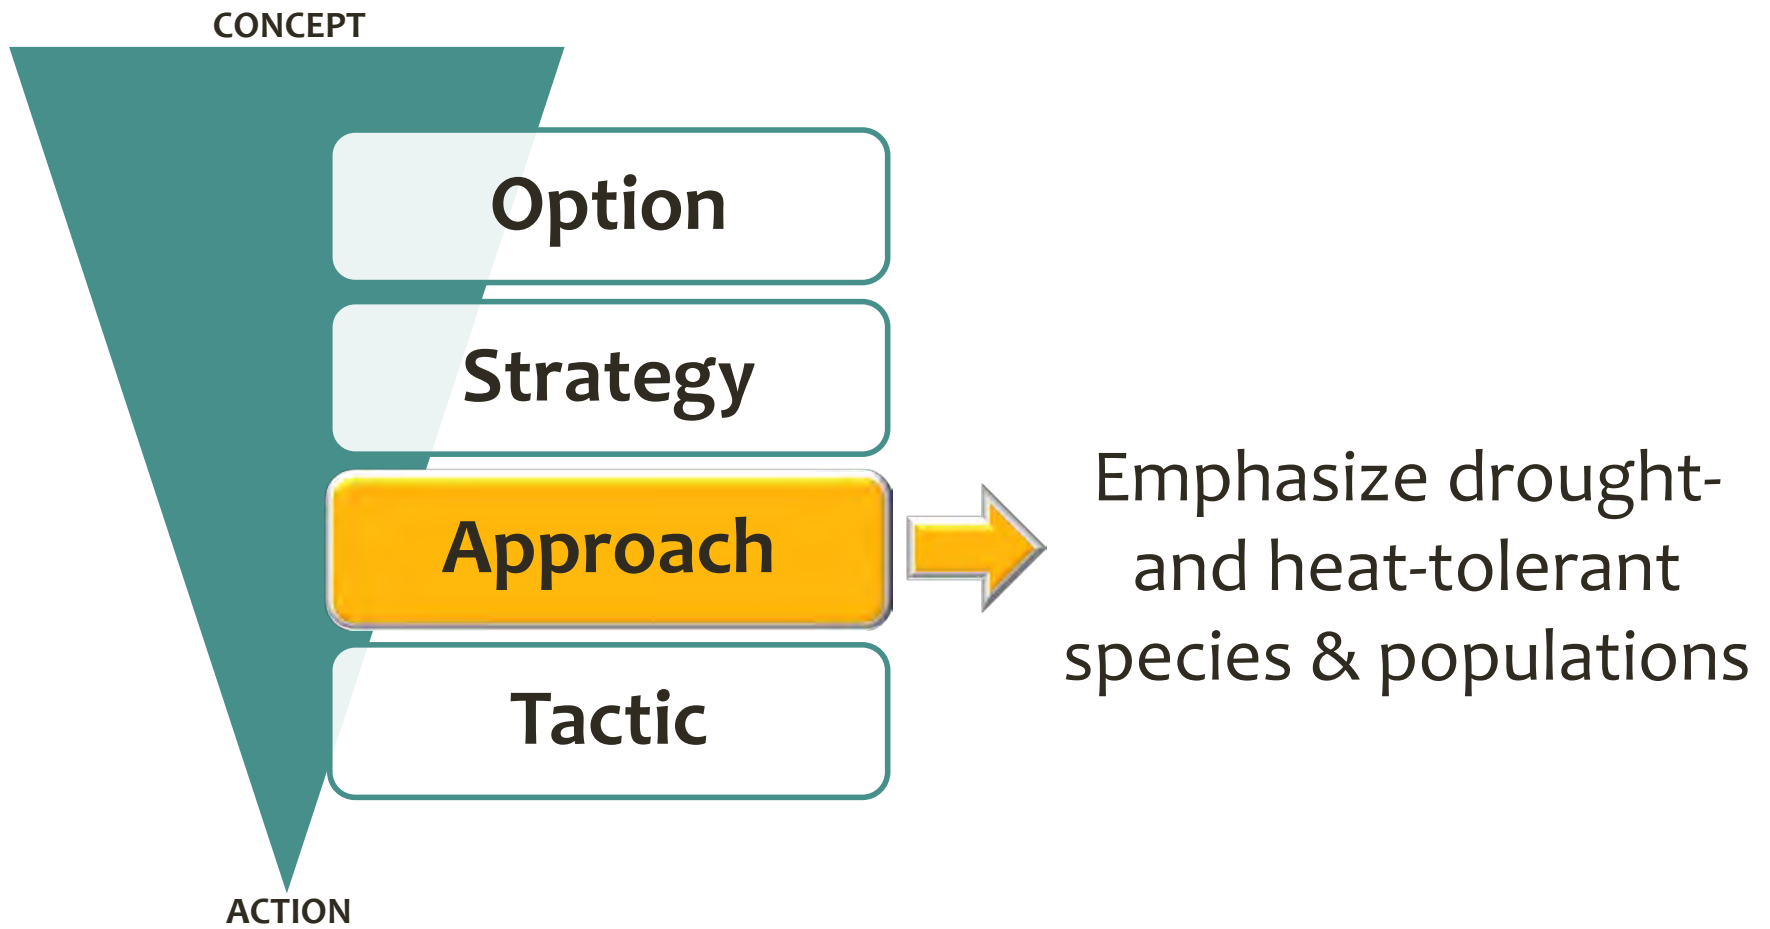 CONCEPT
Option
Strategy
Approach
Emphasize drought-
and heat-tolerant
species & populations
Tactic
ACTION